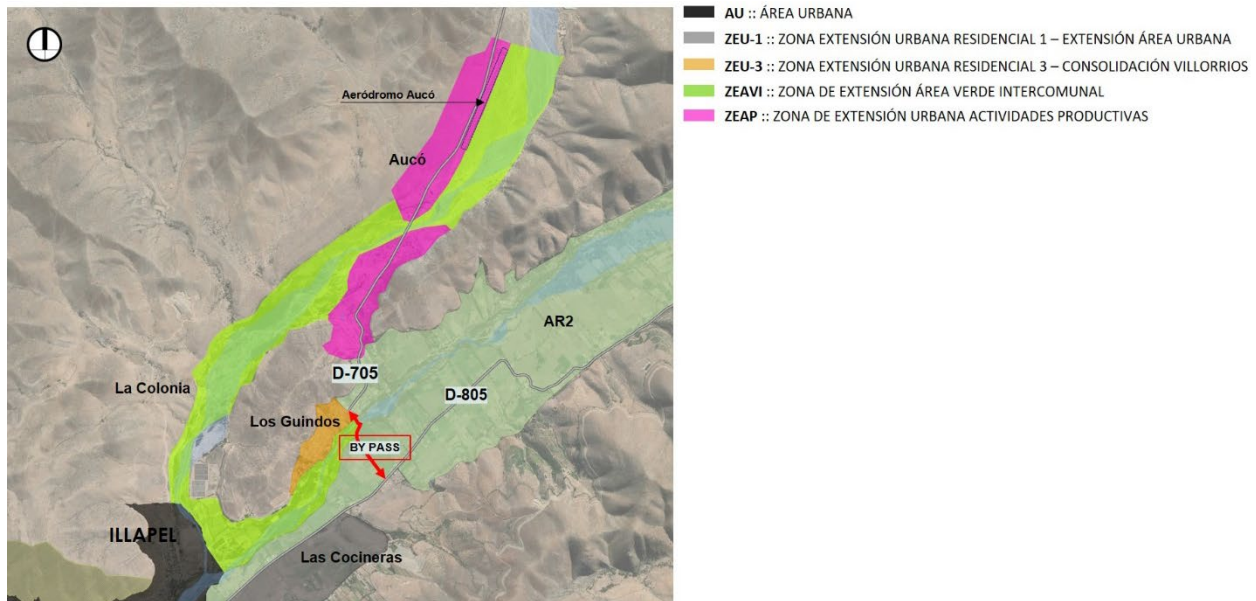 AU :: ÁREA URBANA
ZEU-1 :: ZONA EXTENSIÓN URBANA RESIDENCIAL 1 – EXTENSIÓN ÁREA URBANA
ZEU-3 :: ZONA EXTENSIÓN URBANA RESIDENCIAL 3 – CONSOLIDACIÓN VILLORRIOS
ZEAVI :: ZONA DE EXTENSIÓN ÁREA VERDE INTERCOMUNAL
ZEAP :: ZONA DE EXTENSIÓN URBANA ACTIVIDADES PRODUCTIVAS
Aeródromo Aucó
Aucó
AR2
D-705
La Colonia
D-805
Los Guindos
BY PASS
ILLAPEL
Las Cocineras